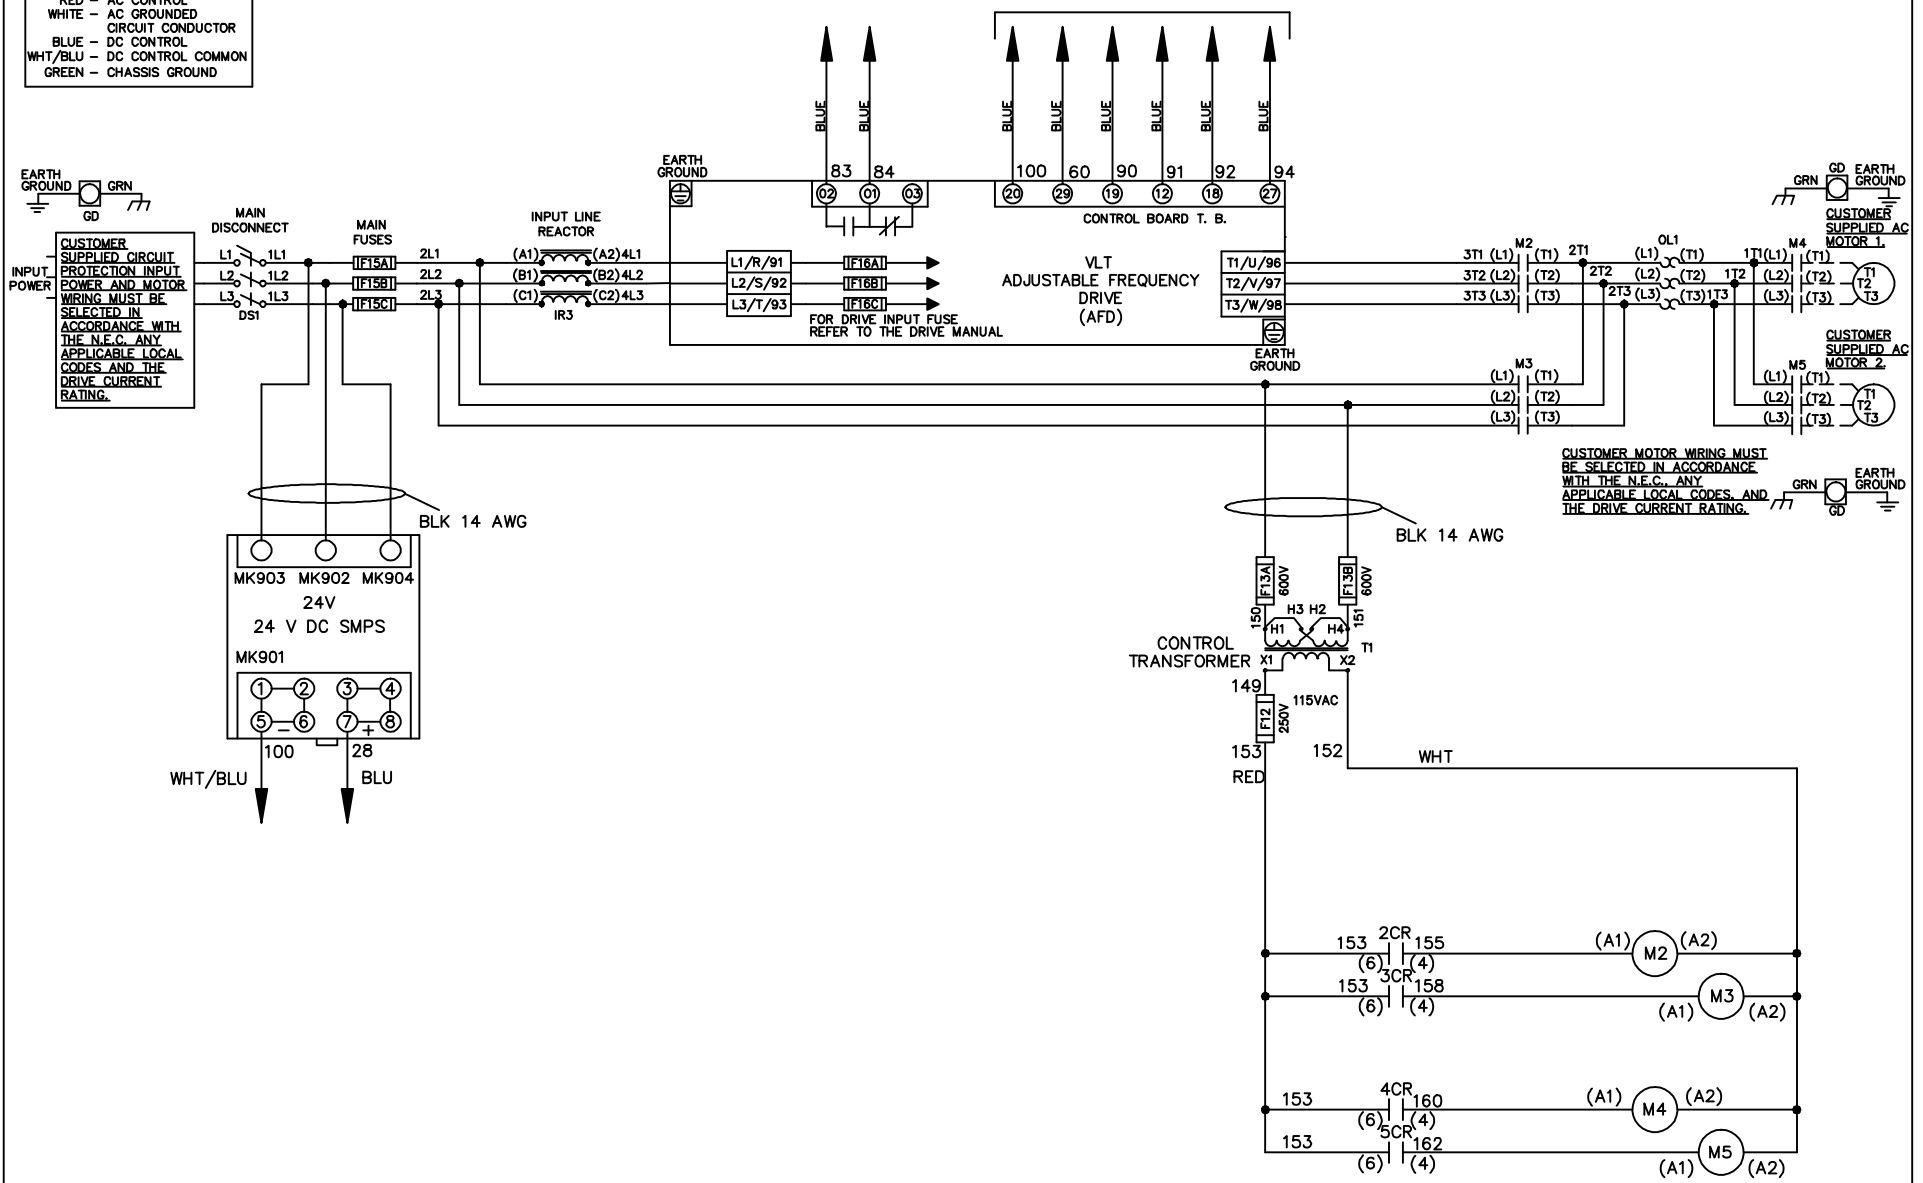 RED – AC CONTROL
WHITE – AC GROUNDED
CIRCUIT CONDUCTOR
BLUE – DC CONTROL
WHT/BLU – DC CONTROL COMMON
GREEN – CHASSIS GROUND
BLUE
BLUE
BLUE
BLUE
BLUE
BLUE
BLUE
BLUE
EARTH
GROUND
GRN
GD
EARTH
GROUND
83
84
100
60
90
91
92
94
02
01
03
20
29
19
12
18
27
CONTROL BOARD T. B.
GD
EARTH
GROUND
GRN
CUSTOMER
SUPPLIED AC
MOTOR 1.
INPUT
POWER
CUSTOMER
SUPPLIED CIRCUIT
PROTECTION INPUT
POWER AND MOTOR
WIRING MUST BE
SELECTED IN
ACCORDANCE WITH
THE N.E.C. ANY
APPLICABLE LOCAL
CODES AND THE
DRIVE CURRENT
RATING.
MAIN
DISCONNECT
L1
1L1
L2
1L2
L3
1L3
DS1
MAIN
FUSES
F15A
F15B
F15C
2L1
2L2
2L3
INPUT LINE
REACTOR
(A1)
(A2)
4L1
(B1)
(B2)
4L2
(C1)
(C2)
4L3
IR3
L1/R/91
L2/S/92
L3/T/93
F16A
F16B
F16C
FOR DRIVE INPUT FUSE
REFER TO THE DRIVE MANUAL
VLT
ADJUSTABLE FREQUENCY
DRIVE
(AFD)
T1/U/96
T2/V/97
T3/W/98
EARTH
GROUND
M2
3T1 (L1)
(T1)
3T2 (L2)
(T2)
3T3 (L3)
(T3)
2T1
2T2
2T3
OL1
(L1)
(T1)
(L2)
(T2)
(L3)
(T3)
1T1
1T2
1T3
M4
(L1)
(T1)
(L2)
(T2)
(L3)
(T3)
T1
T2
T3
M3
(L1)
(T1)
(L2)
(T2)
(L3)
(T3)
CUSTOMER
SUPPLIED AC
MOTOR 2.
M5
(L1)
(T1)
(L2)
(T2)
(L3)
(T3)
T1
T2
T3
CUSTOMER MOTOR WIRING MUST
BE SELECTED IN ACCORDANCE
WITH THE N.E.C., ANY
APPLICABLE LOCAL CODES, AND
THE DRIVE CURRENT RATING.
GRN
GD
EARTH
GROUND
BLK 14 AWG
BLK 14 AWG
MK903
MK902
MK904
24V
24 V DC SMPS
MK901
1
2
3
4
5
6
7
8
–
+
100
28
WHT/BLU
BLU
F13A
600V
F13B
600V
150
151
H3 H2
H1
H4
T1
CONTROL
TRANSFORMER
X1
X2
149
115VAC
F12
250V
153
152
RED
WHT
2CR
153
155
(6)
(4)
(A1)
M2
(A2)
3CR
153
158
(6)
(4)
(A1)
M3
(A2)
4CR
153
160
(6)
(4)
(A1)
M4
(A2)
5CR
153
162
(6)
(4)
(A1)
M5
(A2)